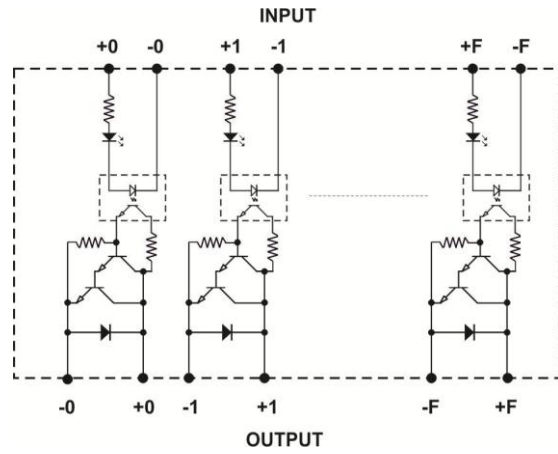 INPUT
+0 -0 +1 -1 +F -F
-0 +0 -1 +1 -F +F
OUTPUT